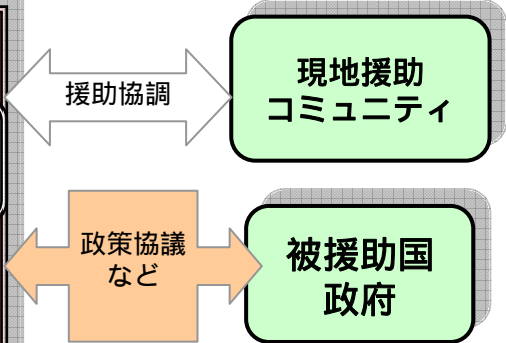 援助協調
現地援助
コミュニティ
政策協議
など
被援助国
政府